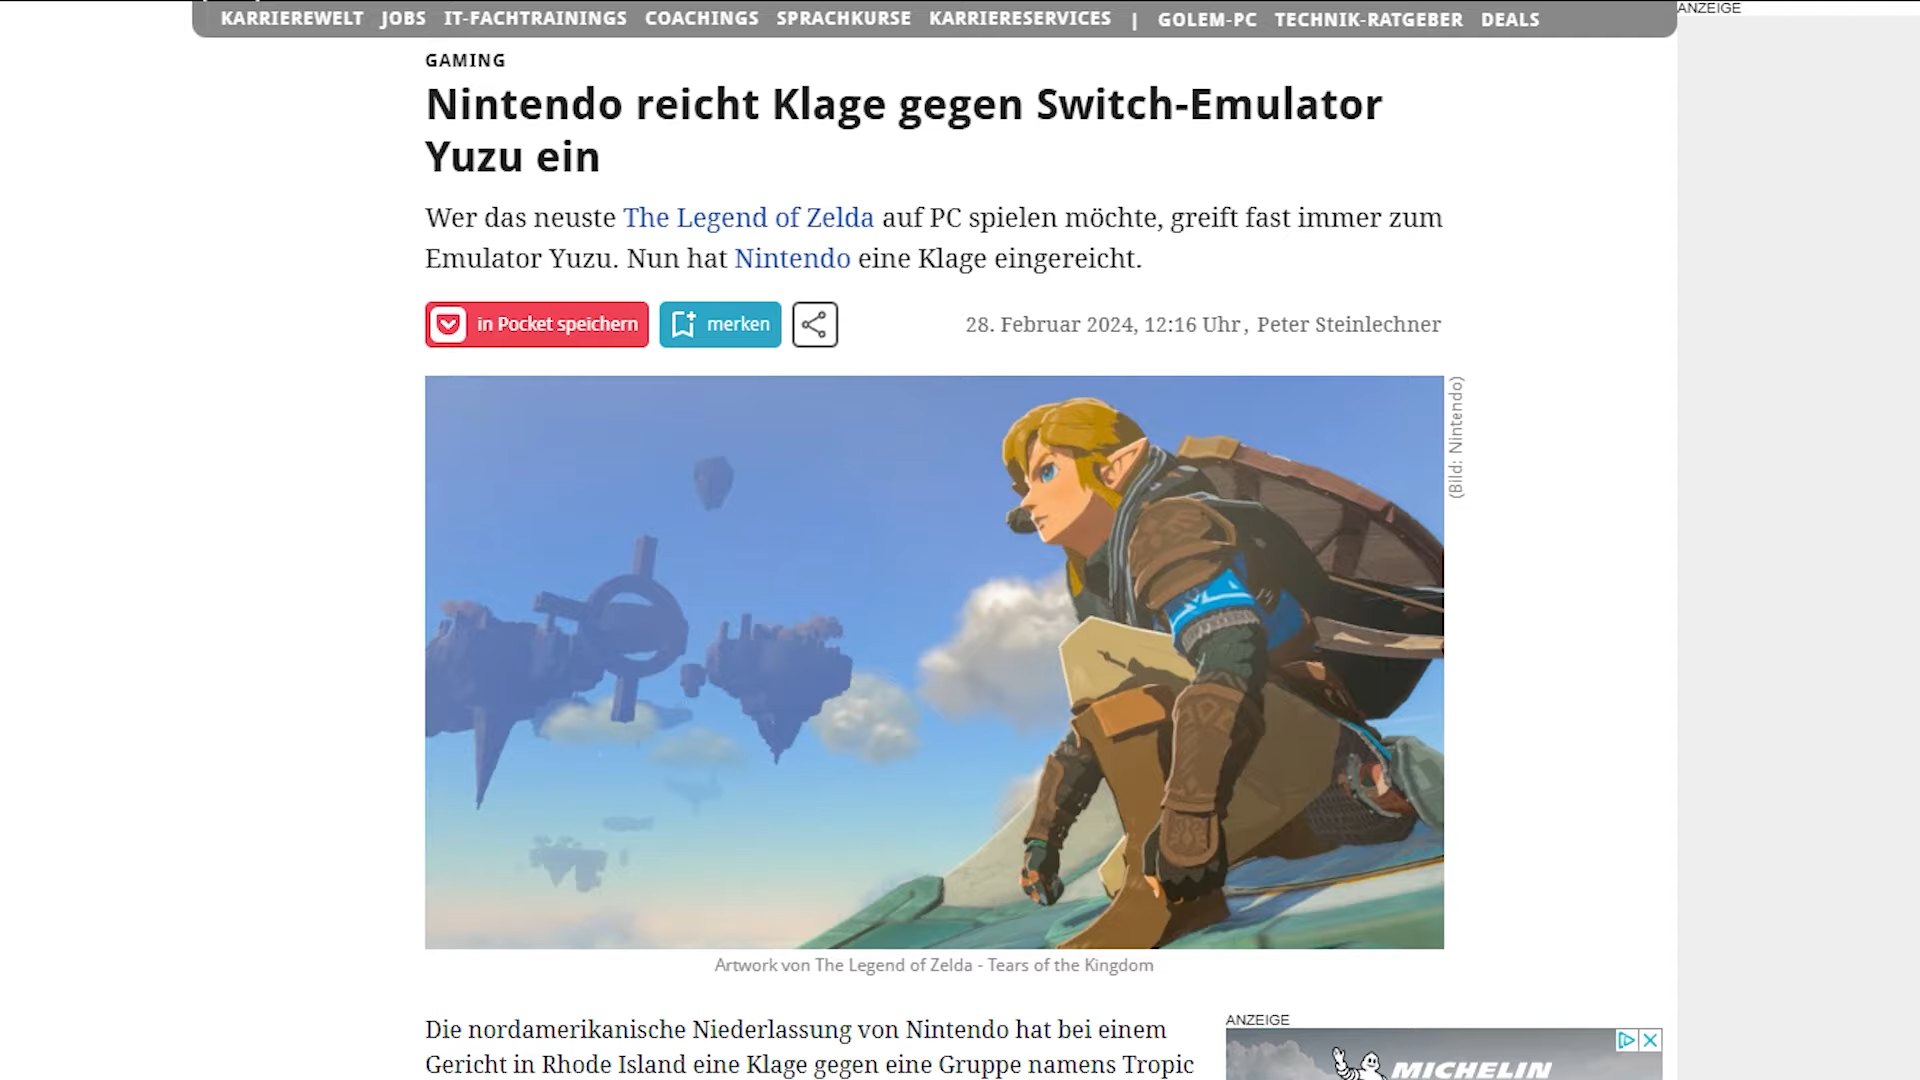 KARRIEREWELT JOBS IT-FACHTRAININGS COACHINGS SPRACHKURSE KARRIERESERVICES | GOLEM-PC TECHNIK-RATGEBER DEALS
ANZEIGE
GAMING
Nintendo reicht Klage gegen Switch-Emulator
Yuzu ein
Wer das neuste The Legend of Zelda auf PC spielen möchte, greift fast immer zum
Emulator Yuzu. Nun hat Nintendo eine Klage eingereicht.
in Pocket speichern
merken
28. Februar 2024, 12:16 Uhr, Peter Steinlechner
(Bild: Nintendo)
Artwork von The Legend of Zelda - Tears of the Kingdom
Die nordamerikanische Niederlassung von Nintendo hat bei einem
Gericht in Rhode Island eine Klage gegen eine Gruppe namens Tropic
ANZEIGE
MICHELIN